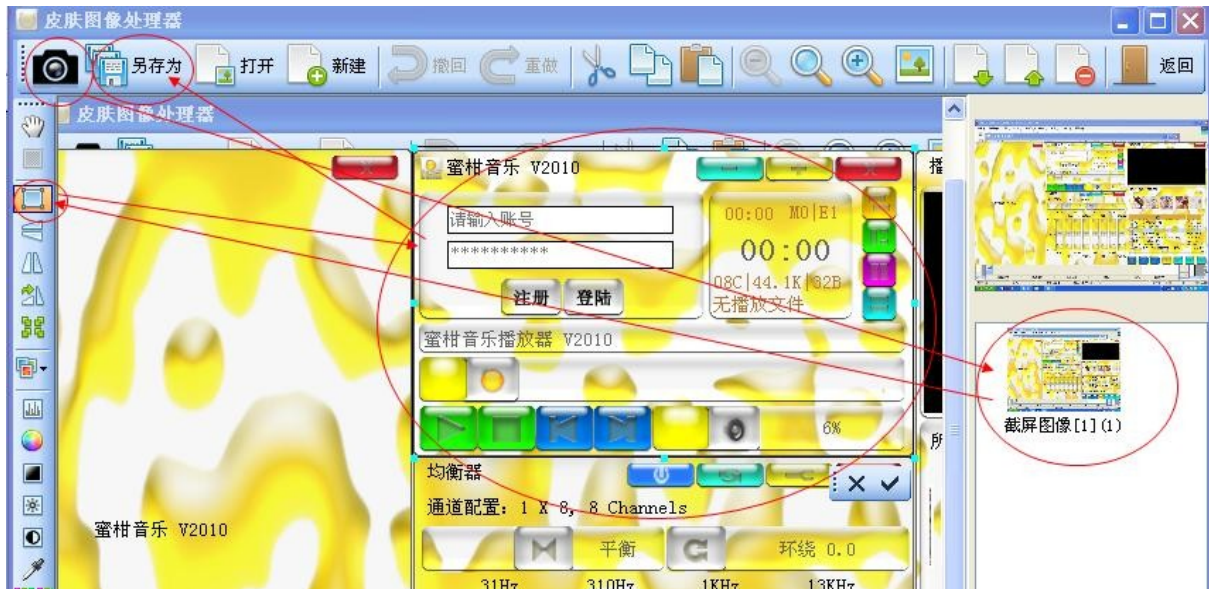 皮肤图像处理器
另存为 打开 新建 撤回 重做 返回
皮肤图像处理器
蜜柑音乐 V2010
播
请输入账号
00:00 MO|E1
**********
00:00
08C|44.1K|32B
注册 登陆
无播放文件
蜜柑音乐播放器 V2010
截屏图像[1](1)
6%
所
均衡器
通道配置: 1 X 8, 8 Channels
蜜柑音乐 V2010
平衡 环绕 0.0
31Hz 310Hz 1KHz 13KHz